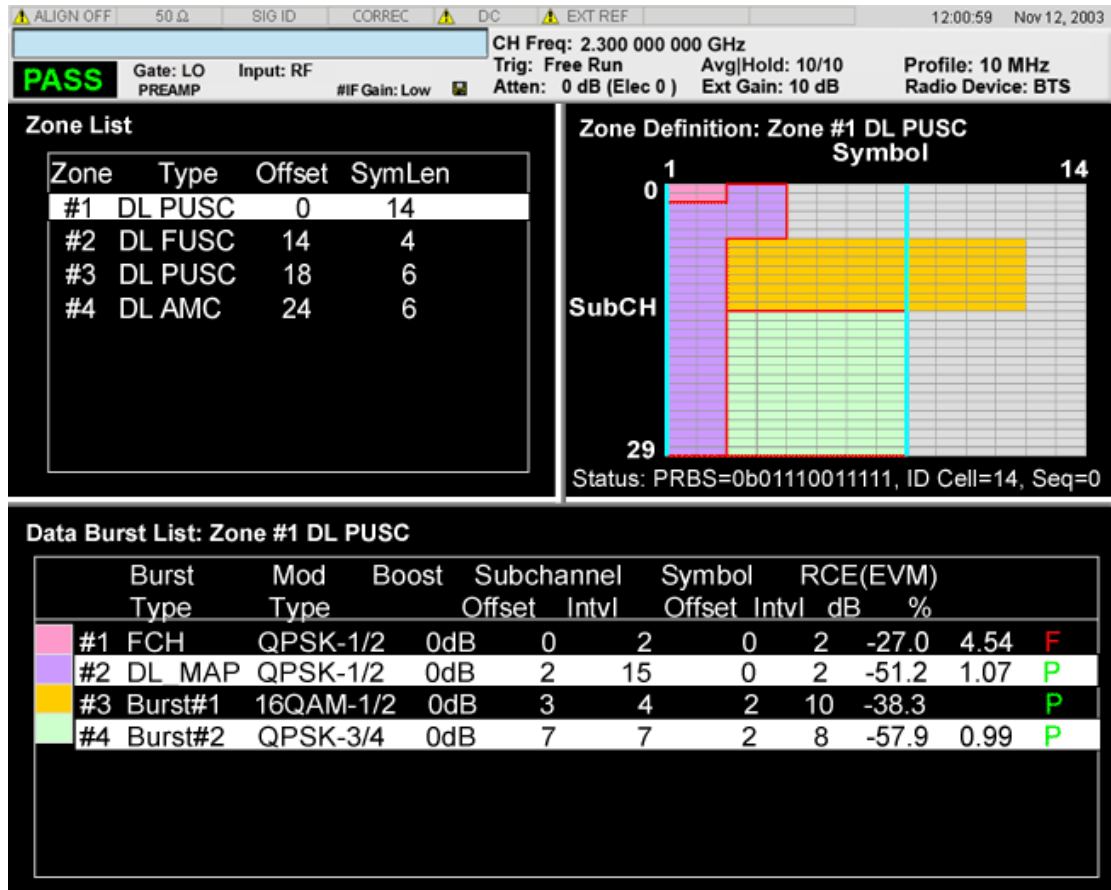 ALIGN OFF 50 Ω SIG ID CORREC DC EXT REF 12:00:59 Nov 12, 2003
CH Freq: 2.300 000 000 GHz
PASS Gate: LO Input: RF Trig: Free Run Avg|Hold: 10/10 Profile: 10 MHz
PREAMP #IF Gain: Low Atten: 0 dB (Elec 0 ) Ext Gain: 10 dB Radio Device: BTS
Zone List
Zone Type Offset SymLen
#1 DL PUSC 0 14
#2 DL FUSC 14 4
#3 DL PUSC 18 6
#4 DL AMC 24 6
Zone Definition: Zone #1 DL PUSC
Symbol
1 14
0
SubCH
29
Status: PRBS=0b01110011111, ID Cell=14, Seq=0
Data Burst List: Zone #1 DL PUSC
Burst Mod Boost Subchannel Symbol RCE(EVM)
Type Type Offset Intvl Offset Intvl dB %
#1 FCH QPSK-1/2 0dB 0 2 0 2 -27.0 4.54 F
#2 DL_MAP QPSK-1/2 0dB 2 15 0 2 -51.2 1.07 P
#3 Burst#1 16QAM-1/2 0dB 3 4 2 10 -38.3 P
#4 Burst#2 QPSK-3/4 0dB 7 7 2 8 -57.9 0.99 P